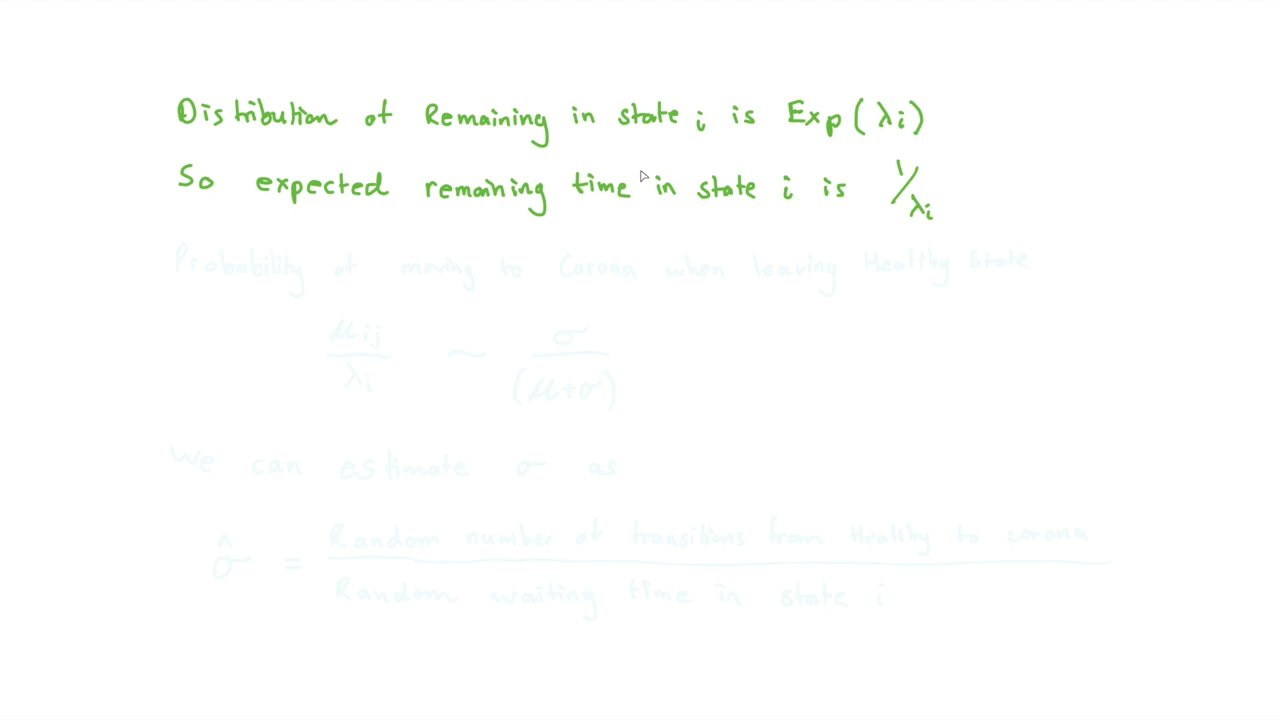 Distribution of Remaining in state i is Exp(λi)
So expected remaining time in state i is 1/λi
Probability of moving to Corona when leaving Healthy State
μij/λi ~ σ/(μ+σ)
We can estimate σ as
σ̂ = Random number of transitions from Healthy to corona
Random waiting time in state i